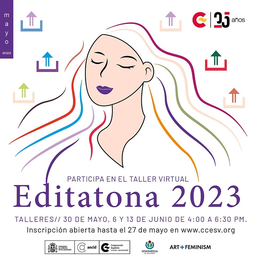 mayo
25 años
PARTICIPA EN EL TALLER VIRTUAL
Editatona 2023
TALLERES// 30 DE MAYO, 6 Y 13 DE JUNIO DE 4:00 A 6:30 PM.
Inscripción abierta hasta el 27 de mayo en www.ccesv.org
aecid
ART+FEMINISM